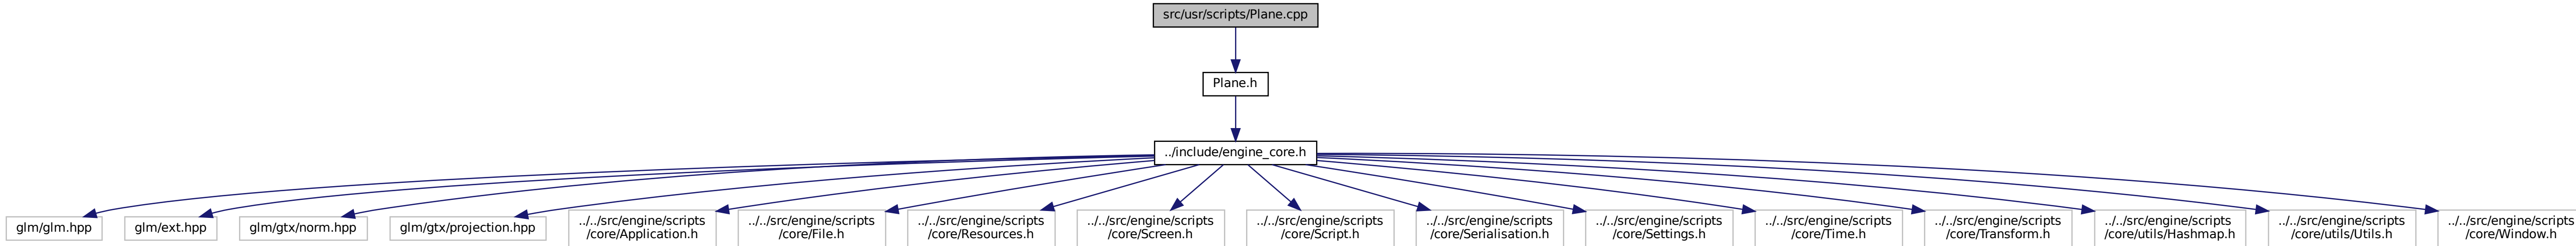 src/usr/scripts/Plane.cpp
Plane.h
../include/engine_core.h
glm/glm.hpp
glm/ext.hpp
glm/gtx/norm.hpp
glm/gtx/projection.hpp
../../src/engine/scripts
/core/Application.h
../../src/engine/scripts
/core/File.h
../../src/engine/scripts
/core/Resources.h
../../src/engine/scripts
/core/Screen.h
../../src/engine/scripts
/core/Script.h
../../src/engine/scripts
/core/Serialisation.h
../../src/engine/scripts
/core/Settings.h
../../src/engine/scripts
/core/Time.h
../../src/engine/scripts
/core/Transform.h
../../src/engine/scripts
/core/utils/Hashmap.h
../../src/engine/scripts
/core/utils/Utils.h
../../src/engine/scripts
/core/Window.h